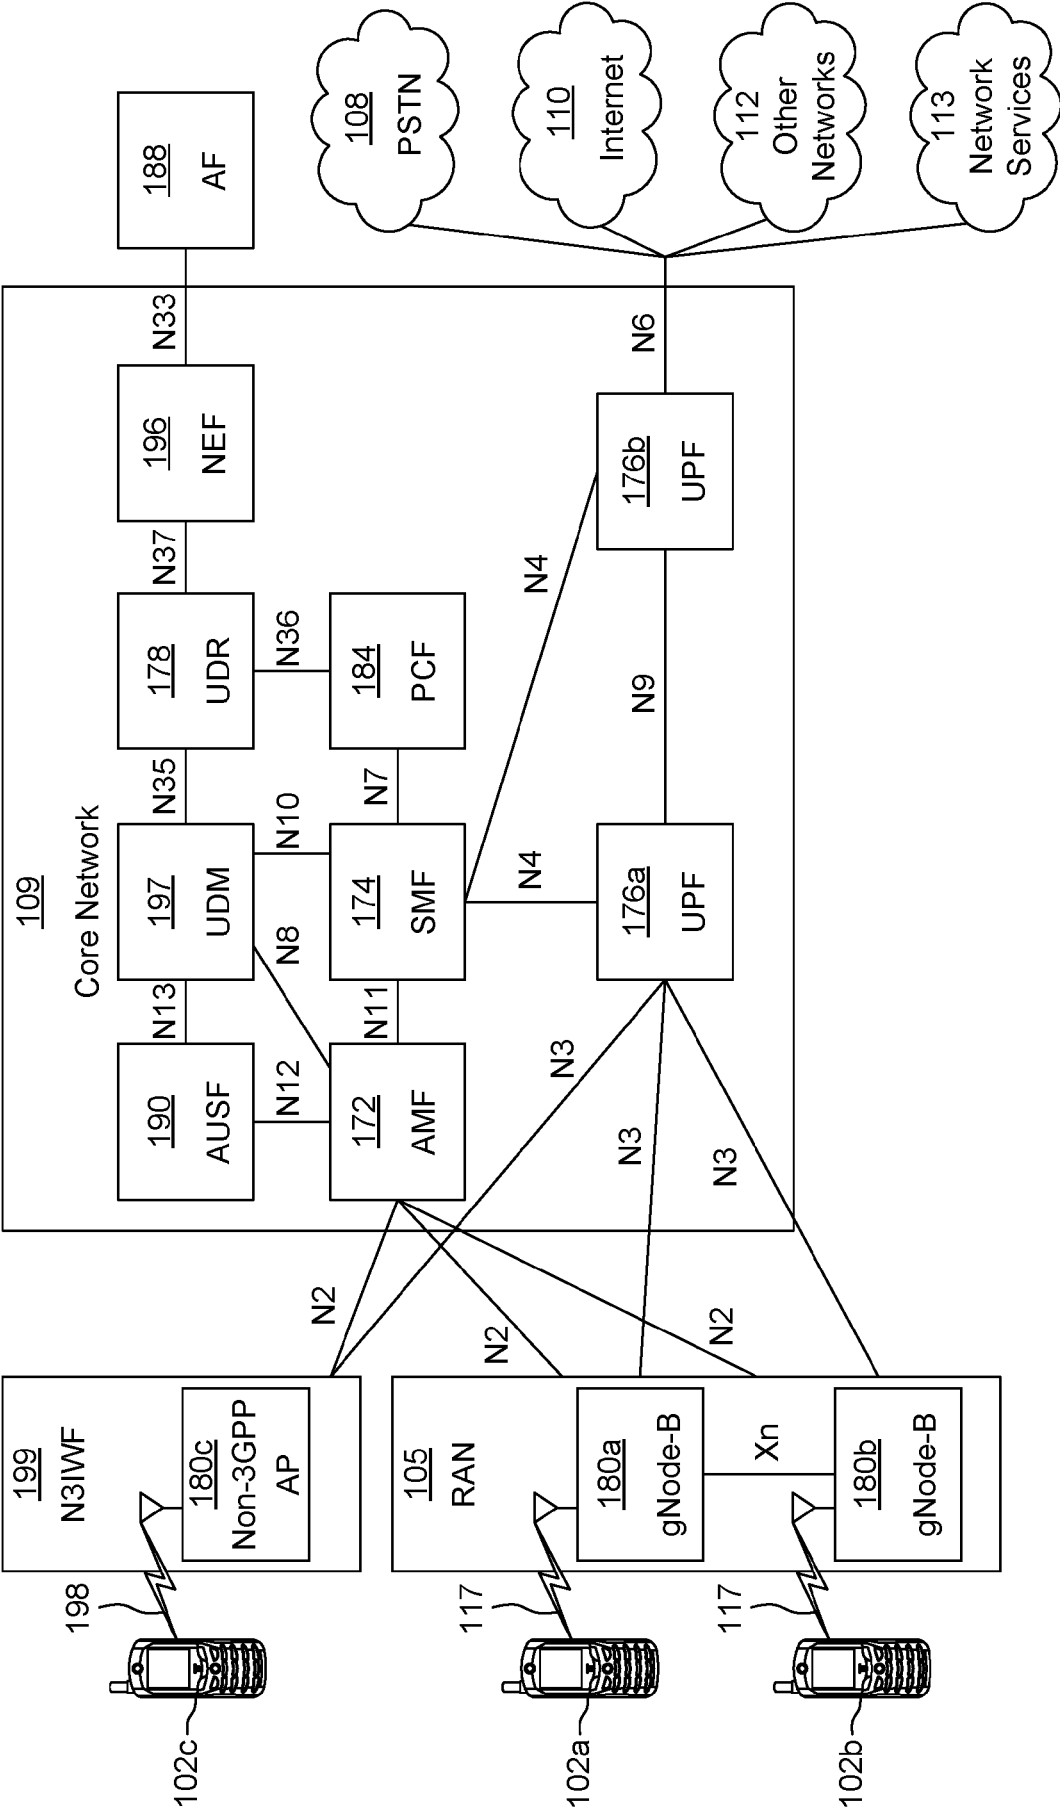 109
Core Network
102c
198
199
N3IWF
180c
Non-3GPP
AP
102a
117
105
RAN
180a
gNode-B
Xn
102b
117
180b
gNode-B
N2
N2
N2
N3
N3
N3
190
AUSF
N13
197
UDM
N35
178
UDR
N37
196
NEF
N33
188
AF
N12
N8
N10
N36
172
AMF
N11
174
SMF
N7
184
PCF
N4
N4
176a
UPF
N9
176b
UPF
N6
108
PSTN
110
Internet
112
Other
Networks
113
Network
Services